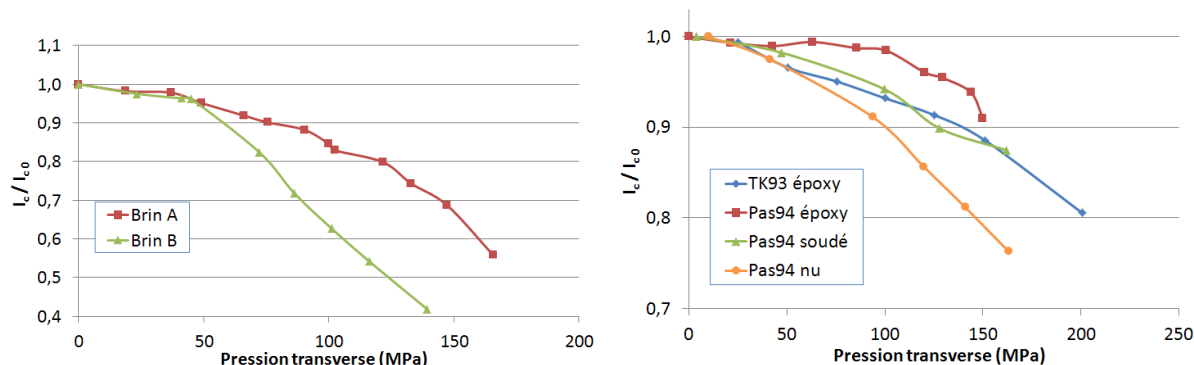 1,1
1,0
0,9
0,8
0,7
0,6
0,5
0,4
Ic / Ic0
Brin A
Brin B
0 50 100 150 200
Pression transverse (MPa)
1,0
0,9
0,8
0,7
Ic / Ic0
TK93 époxy
Pas94 époxy
Pas94 soudé
Pas94 nu
0 50 100 150 200 250
Pression transverse (MPa)